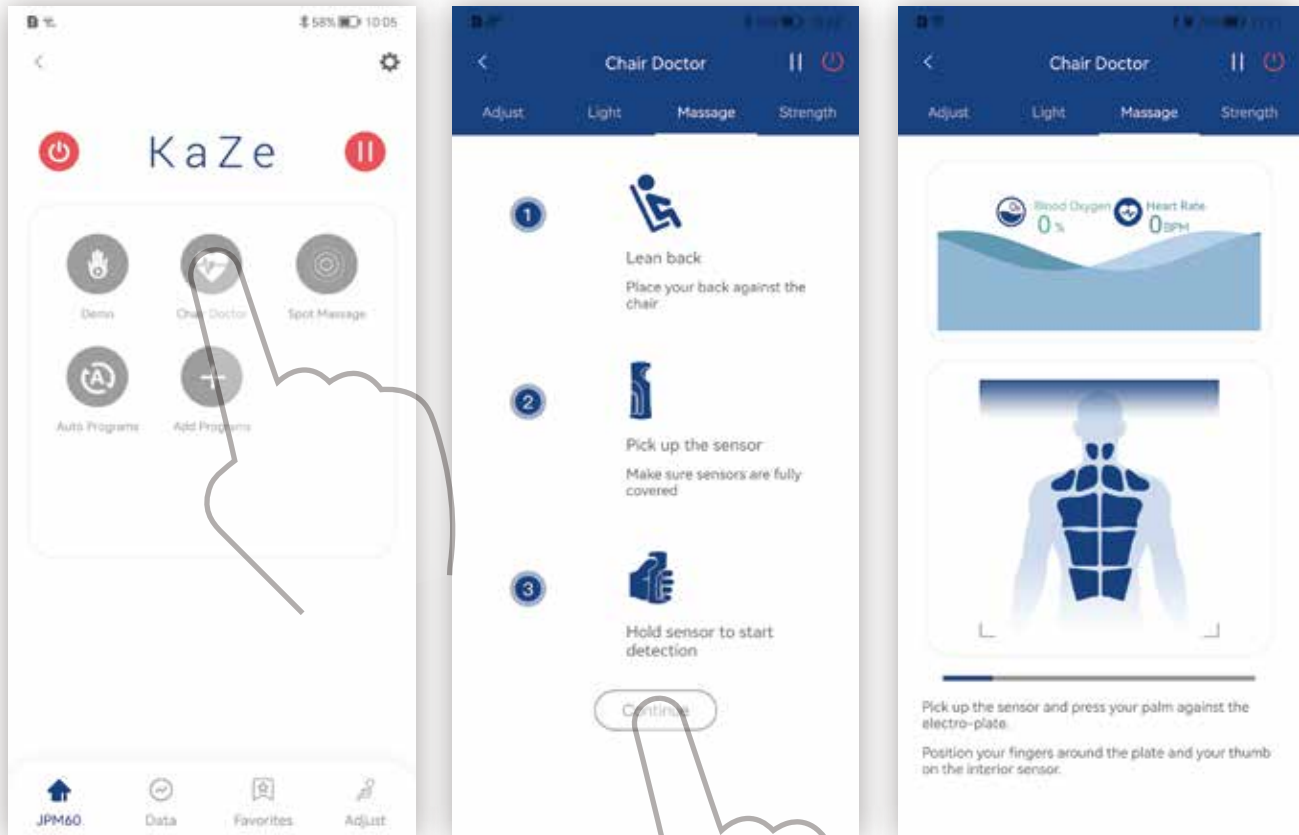 58% 10:05
KaZe
Demo
Chair Doctor
Spot Massage
Auto Programs
Add Programs
JPM60
Data
Favorites
Adjust
Chair Doctor
Adjust
Light
Massage
Strength
1
Lean back
Place your back against the
chair
2
Pick up the sensor
Make sure sensors are fully
covered
3
Hold sensor to start
detection
Continue
Chair Doctor
Adjust
Light
Massage
Strength
Blood Oxygen
0 %
Heart Rate
0 BPM
Pick up the sensor and press your palm against the
electro-plate.
Position your fingers around the plate and your thumb
on the interior sensor.